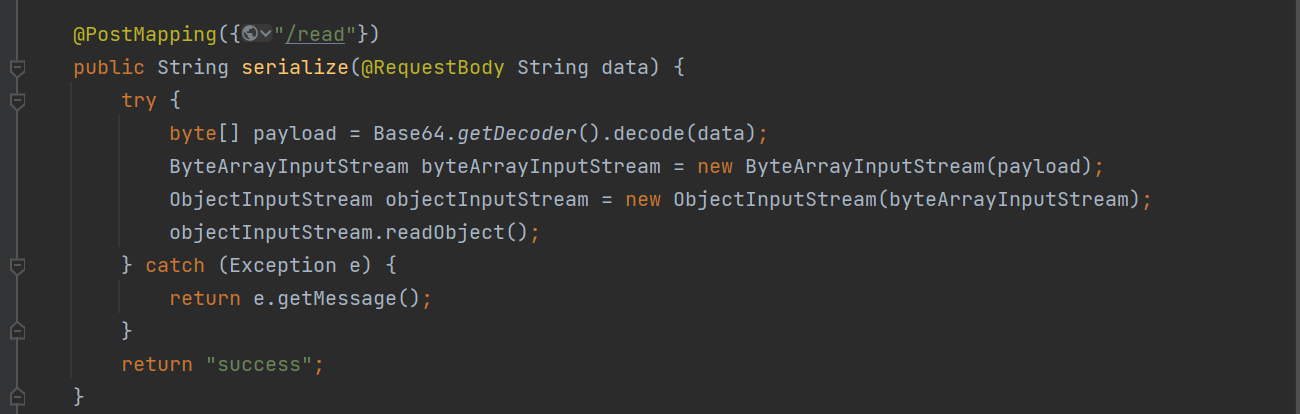 @PostMapping({"/read"})
public String serialize(@RequestBody String data) {
try {
byte[] payload = Base64.getDecoder().decode(data);
ByteArrayInputStream byteArrayInputStream = new ByteArrayInputStream(payload);
ObjectInputStream objectInputStream = new ObjectInputStream(byteArrayInputStream);
objectInputStream.readObject();
} catch (Exception e) {
return e.getMessage();
}
return "success";
}